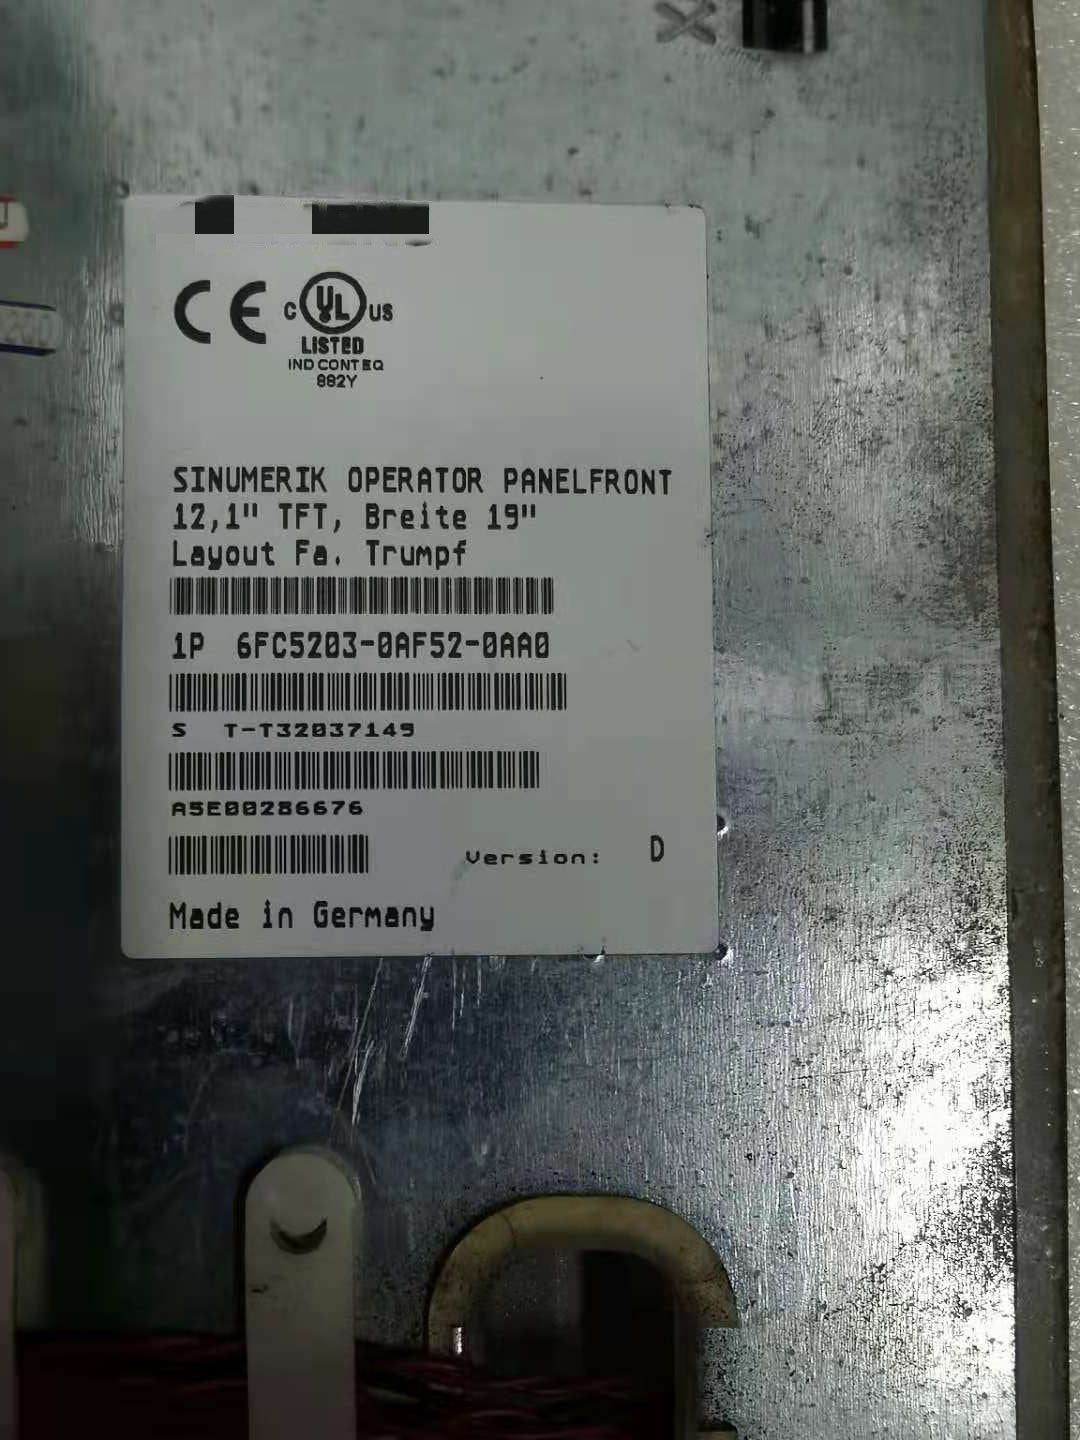 CE
C UL US
LISTED
IND CONT EQ
882Y
SINUMERIK OPERATOR PANELFRONT
12,1" TFT, Breite 19"
Layout Fa. Trumpf
1P 6FC5203-0AF52-0AA0
S T-T32037149
A5E00286676
Version: D
Made in Germany